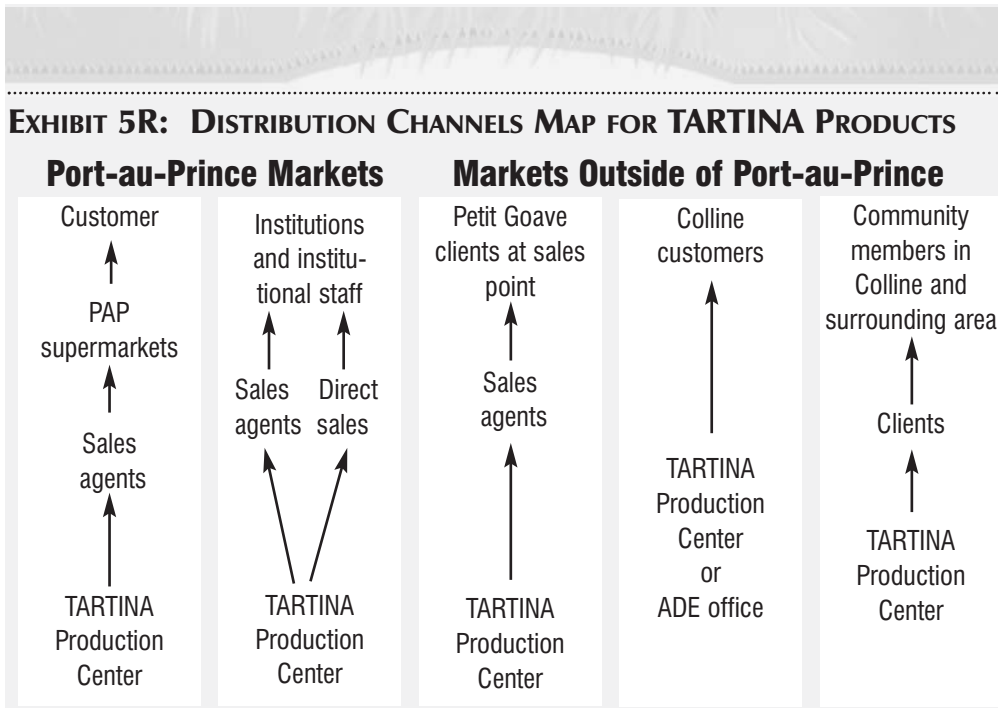 EXHIBIT 5R: DISTRIBUTION CHANNELS MAP FOR TARTINA PRODUCTS
Port-au-Prince Markets
Markets Outside of Port-au-Prince
Customer
PAP
supermarkets
Sales
agents
TARTINA
Production
Center
Institutions
and institu-
tional staff
Sales
agents
Direct
sales
TARTINA
Production
Center
Petit Goave
clients at sales
point
Sales
agents
TARTINA
Production
Center
Colline
customers
TARTINA
Production
Center
or
ADE office
Community
members in
Colline and
surrounding area
Clients
TARTINA
Production
Center